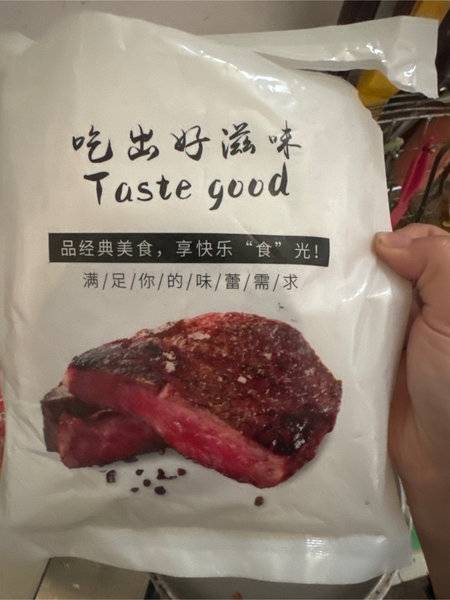 吃出好滋味
Taste good
品经典美食，享快乐“食”光！
满/足/你/的/味/蕾/需/求